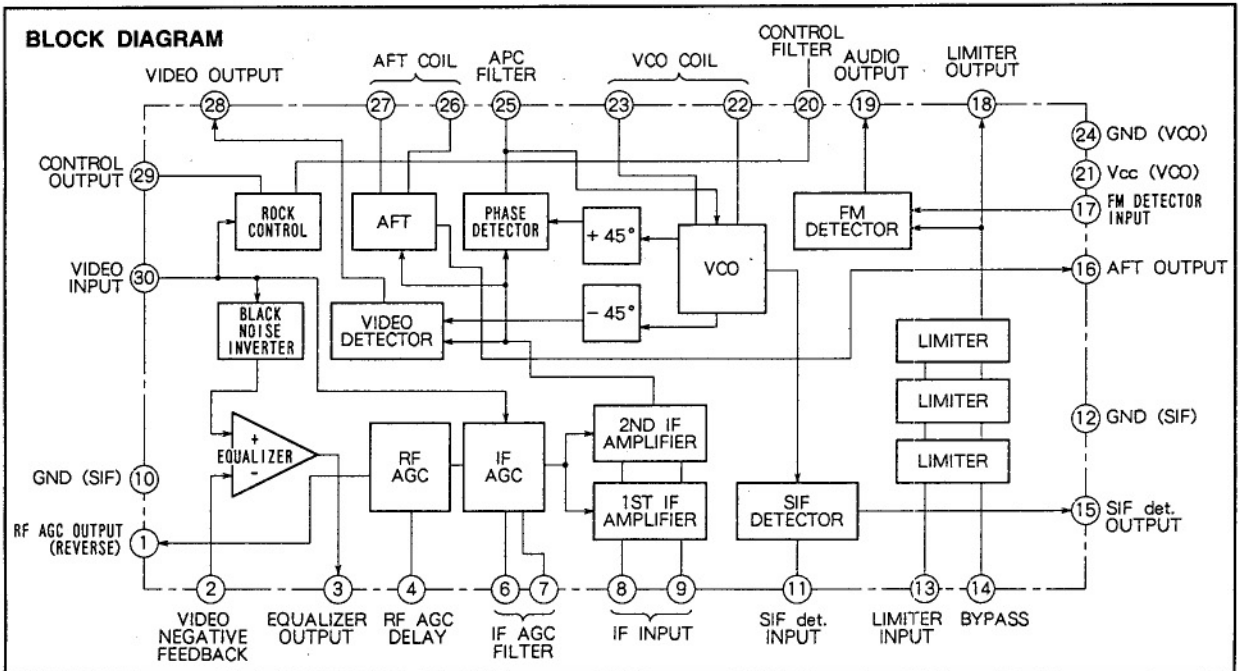 BLOCK DIAGRAM
VIDEO OUTPUT
AFT COIL
APC
FILTER
VCO COIL
CONTROL
FILTER
AUDIO
OUTPUT
LIMITER
OUTPUT
28
27
26
25
23
22
20
19
18
24 GND (VCO)
21 Vcc (VCO)
17 FM DETECTOR
INPUT
16 AFT OUTPUT
12 GND (SIF)
15 SIF det.
OUTPUT
CONTROL
OUTPUT 29
VIDEO
INPUT 30
GND (SIF) 10
RF AGC OUTPUT
(REVERSE) 1
ROCK
CONTROL
AFT
PHASE
DETECTOR
+ 45°
VCO
FM
DETECTOR
BLACK
NOISE
INVERTER
VIDEO
DETECTOR
- 45°
LIMITER
LIMITER
LIMITER
+
EQUALIZER
-
RF
AGC
IF
AGC
2ND IF
AMPLIFIER
1ST IF
AMPLIFIER
SIF
DETECTOR
2
3
4
6
7
8
9
11
13
14
VIDEO
NEGATIVE
FEEDBACK
EQUALIZER
OUTPUT
RF AGC
DELAY
IF AGC
FILTER
IF INPUT
SIF det.
INPUT
LIMITER
INPUT
BYPASS